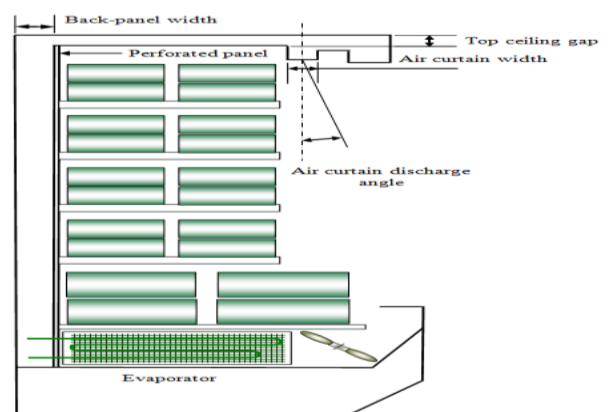 Back-panel width
Top ceiling gap
Perforated panel
Air curtain width
Air curtain discharge
angle
Evaporator